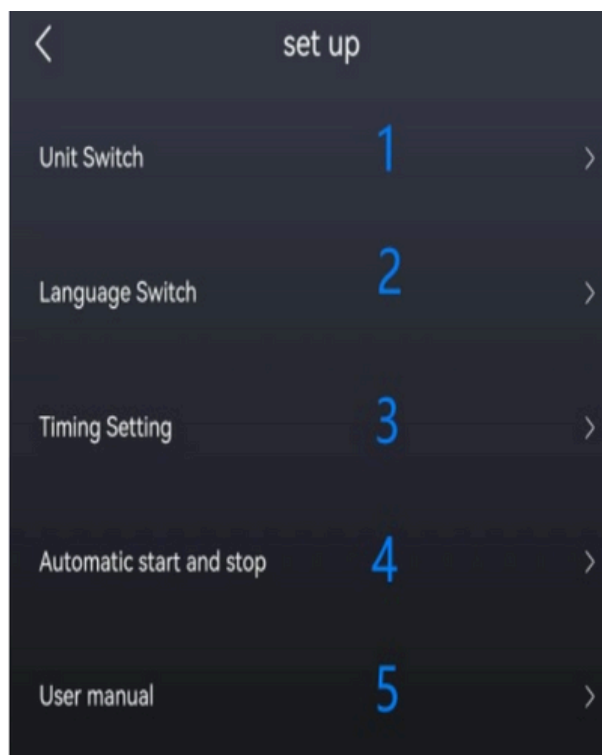 set up
Unit Switch 1
Language Switch 2
Timing Setting 3
Automatic start and stop 4
User manual 5